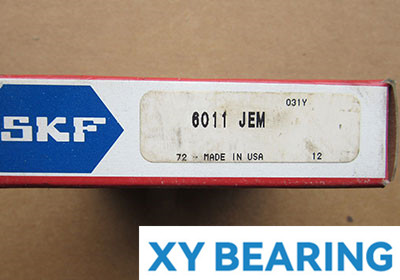 SKF
031Y
6011 JEM
72 - MADE IN USA 12
XY BEARING